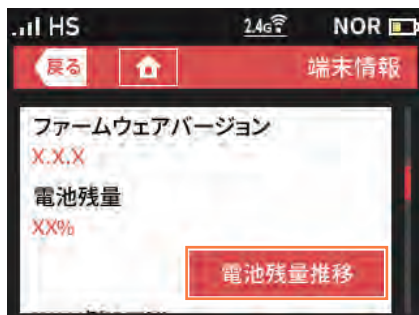 HS 2.4G NOR
戻る 端末情報
ファームウェアバージョン
X.X.X
電池残量
XX%
電池残量推移